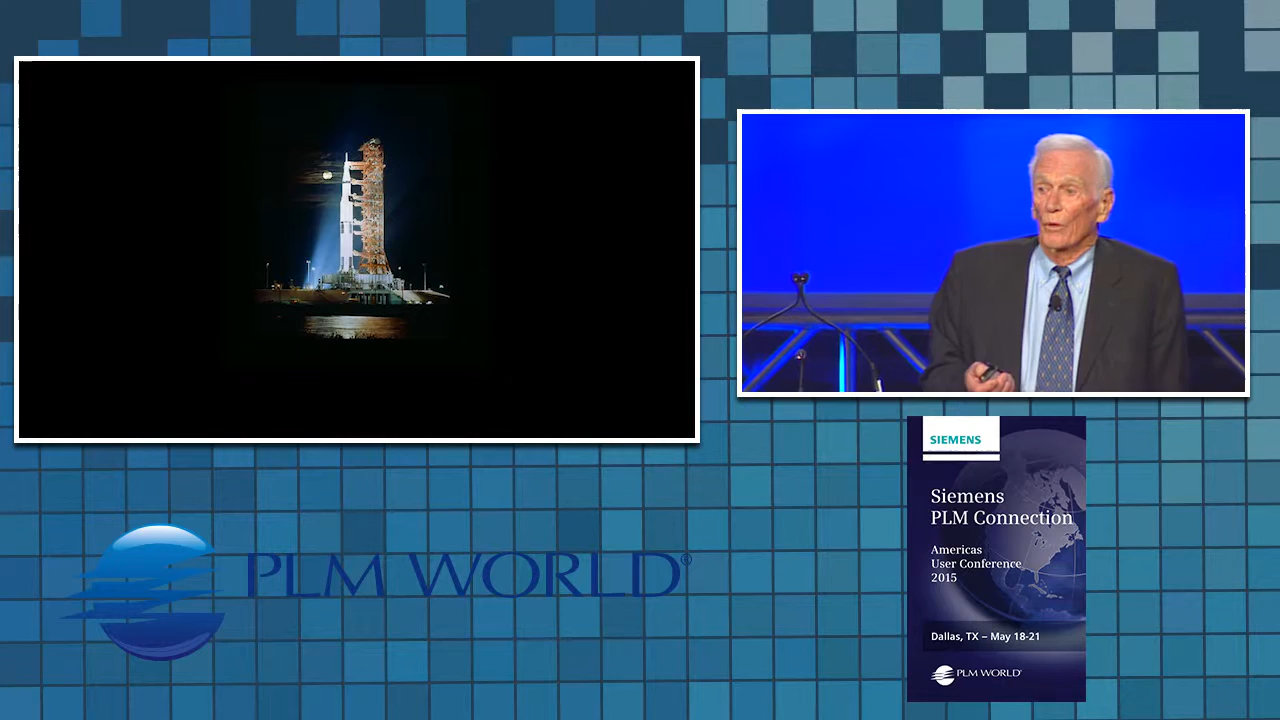 SIEMENS
Siemens
PLM Connection
Americas
User Conference
2015
Dallas, TX – May 18-21
PLM WORLD
PLM WORLD®